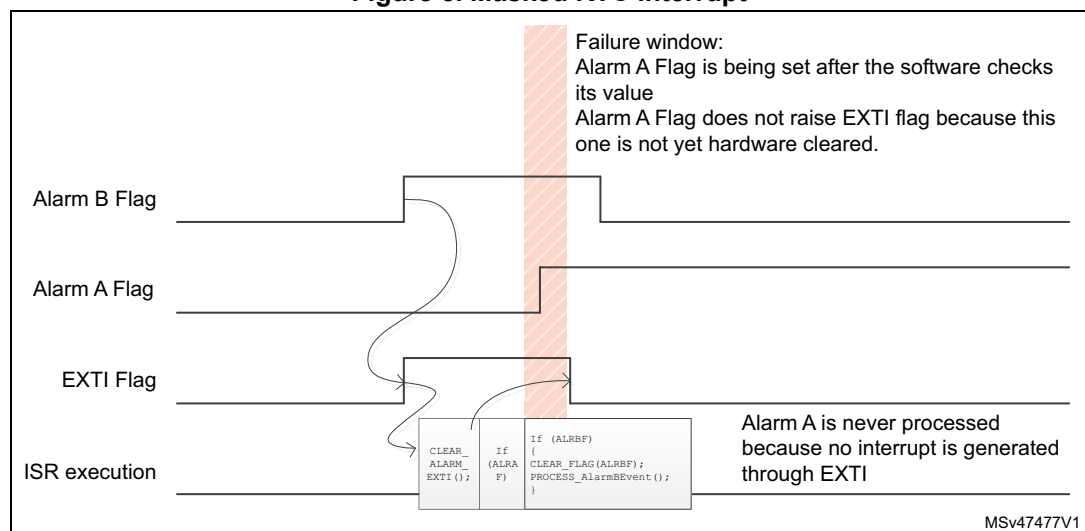 Failure window:
Alarm A Flag is being set after the software checks
its value
Alarm A Flag does not raise EXTI flag because this
one is not yet hardware cleared.
Alarm B Flag
Alarm A Flag
EXTI Flag
ISR execution
CLEAR_
ALARM_
EXTI();
If
(ALRA
F)
If (ALRBF)
{
CLEAR_FLAG(ALRBF);
PROCESS_AlarmBEvent();
}
Alarm A is never processed
because no interrupt is generated
through EXTI
MSv47477V1